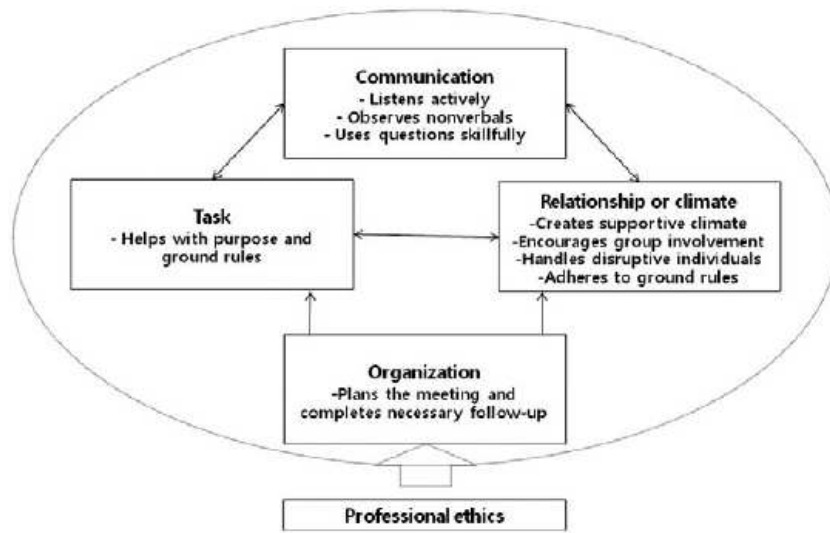 Communication
- Listens actively
- Observes nonverbals
- Uses questions skillfully
Task
- Helps with purpose and
ground rules
Relationship or climate
-Creates supportive climate
-Encourages group involvement
-Handles disruptive individuals
-Adheres to ground rules
Organization
-Plans the meeting and
completes necessary follow-up
Professional ethics